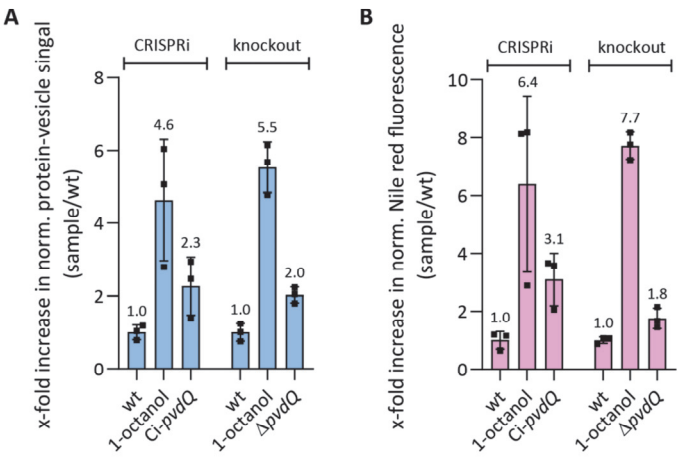 A
CRISPRi
knockout
x-fold increase in norm. protein-vesicle singal
(sample/wt)
8
6
4
2
0
1.0
4.6
2.3
1.0
5.5
2.0
wt
1-octanol
Ci-pvdQ
wt
1-octanol
ΔpvdQ
B
CRISPRi
knockout
x-fold increase in norm. Nile red fluorescence
(sample/wt)
10
8
6
4
2
0
1.0
6.4
3.1
1.0
7.7
1.8
wt
1-octanol
Ci-pvdQ
wt
1-octanol
ΔpvdQ